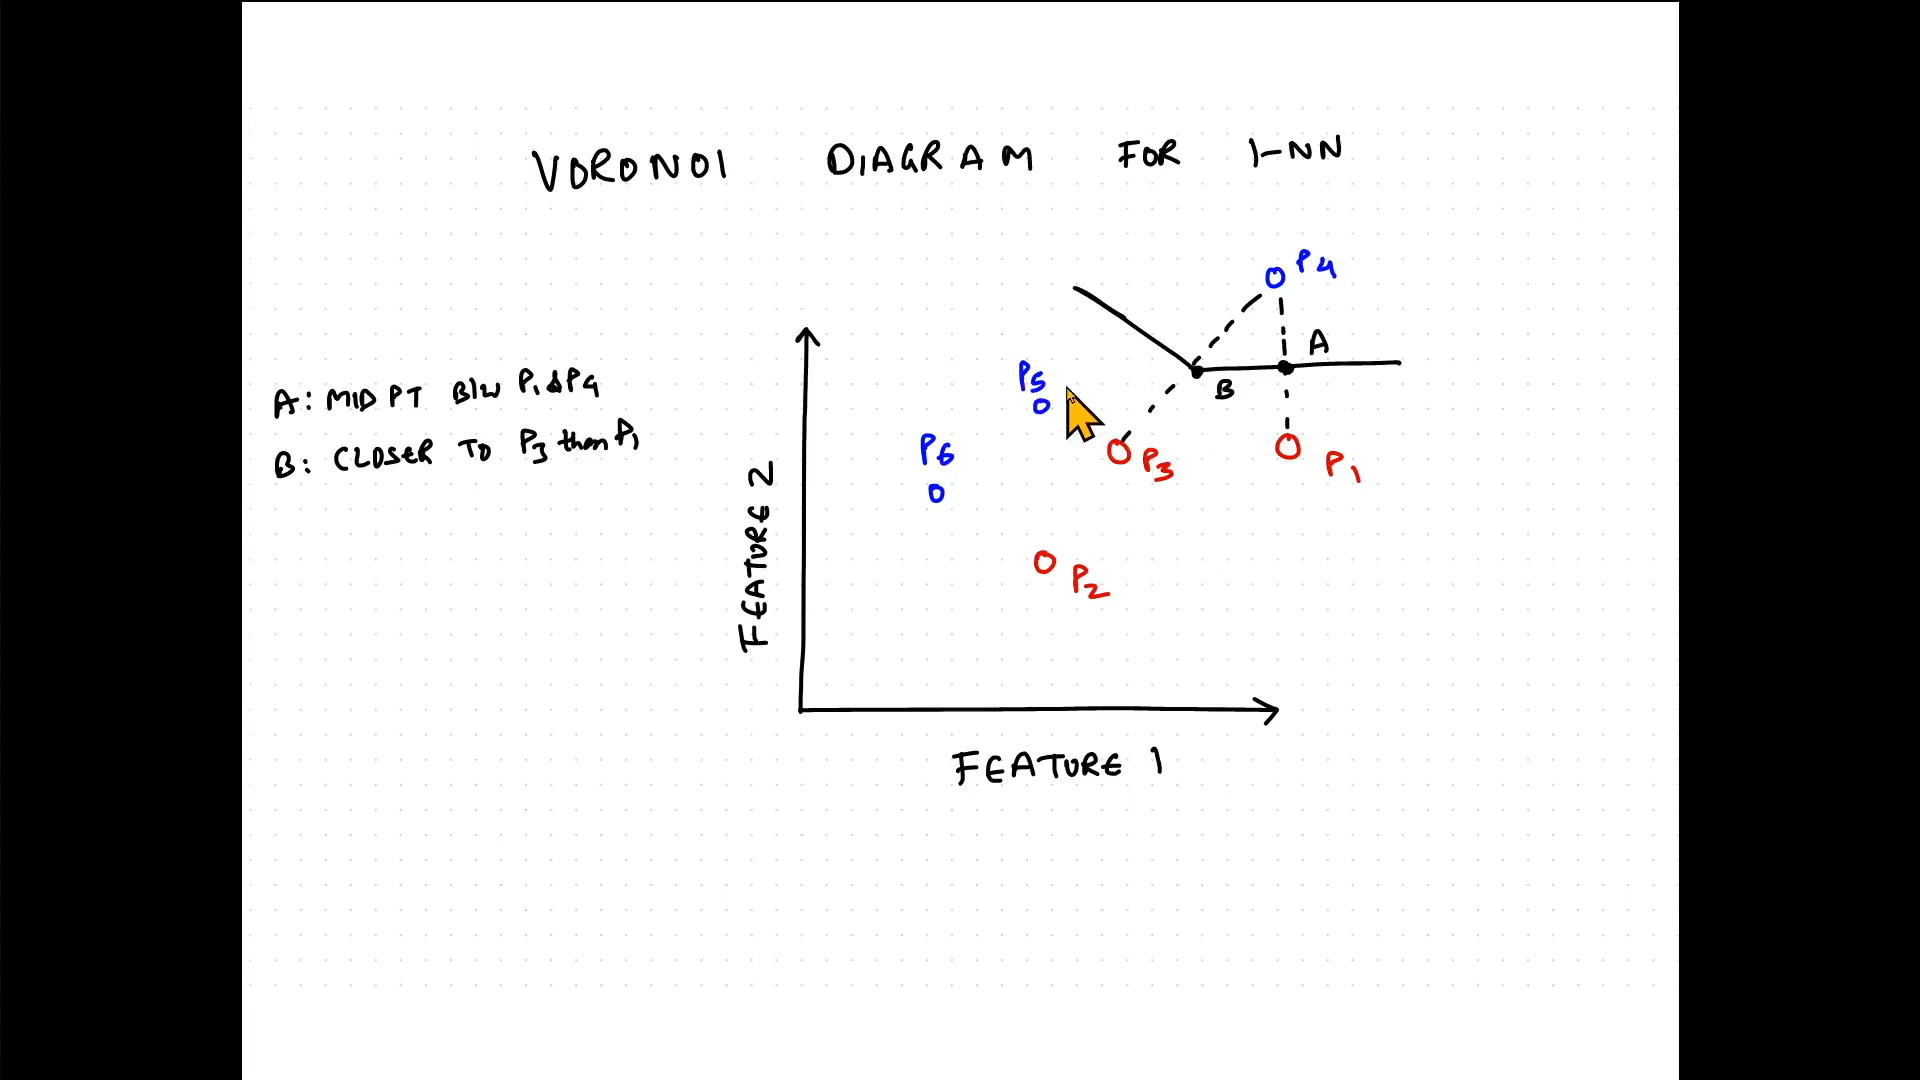 VORONOI DIAGRAM FOR 1-NN
P4
A
P5
B
A: MID PT B/W P1 & P4
B: CLOSER TO P3 than P1
P6
P3
P1
FEATURE 2
P2
FEATURE 1